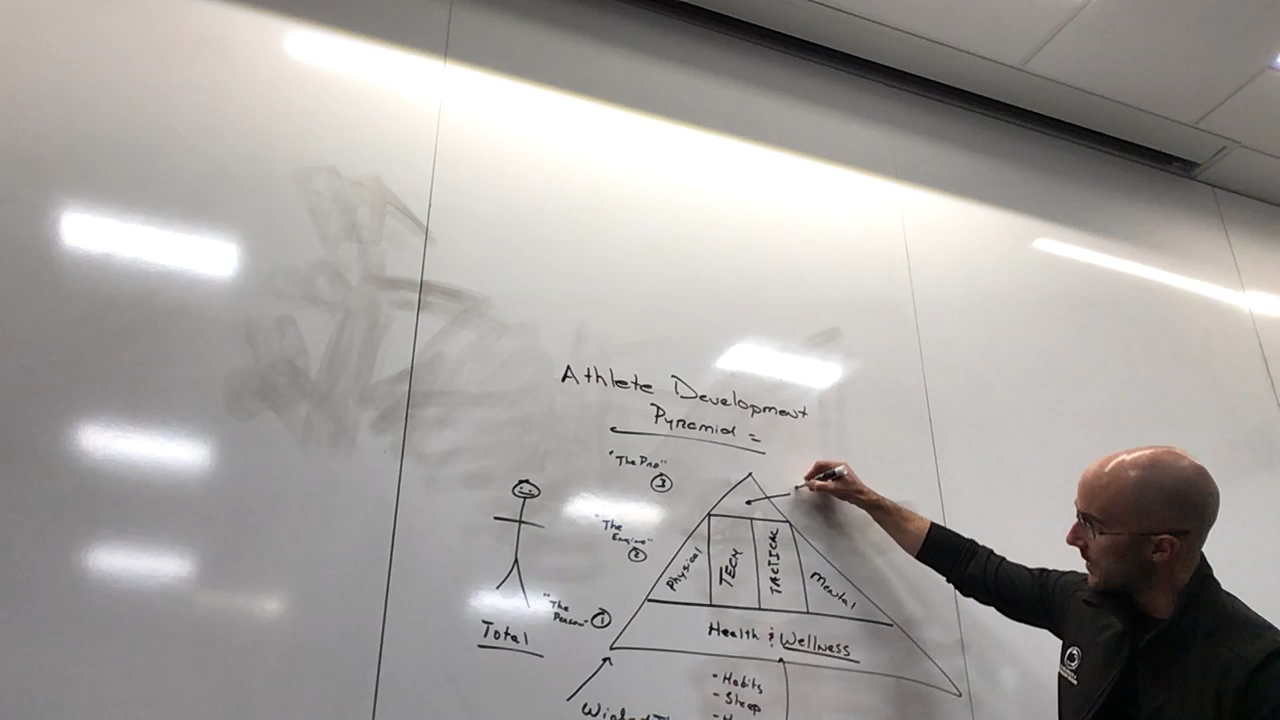 Athlete Development
Pyramid =
"The Pro"
3
"The
Engine"
2
Physical
TECH
TACTICAL
Mental
"The
Person"
1
Health & Wellness
Total
- Habits
- Sleep